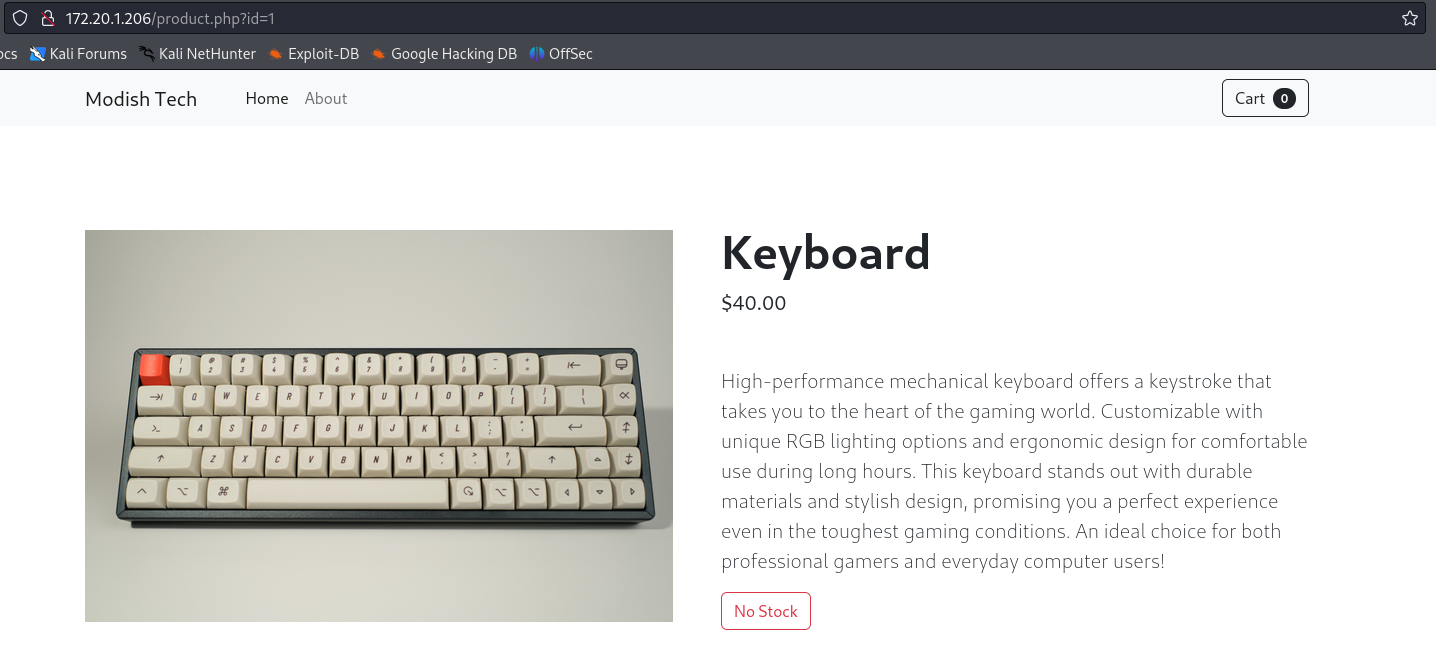 172.20.1.206/product.php?id=1
ocs Kali Forums Kali NetHunter Exploit-DB Google Hacking DB OffSec
Modish Tech Home About Cart 0
Keyboard
$40.00
High-performance mechanical keyboard offers a keystroke that
takes you to the heart of the gaming world. Customizable with
unique RGB lighting options and ergonomic design for comfortable
use during long hours. This keyboard stands out with durable
materials and stylish design, promising you a perfect experience
even in the toughest gaming conditions. An ideal choice for both
professional gamers and everyday computer users!
No Stock
Q W E R T Y U I O P
A S D F G H J K L
Z X C V B N M